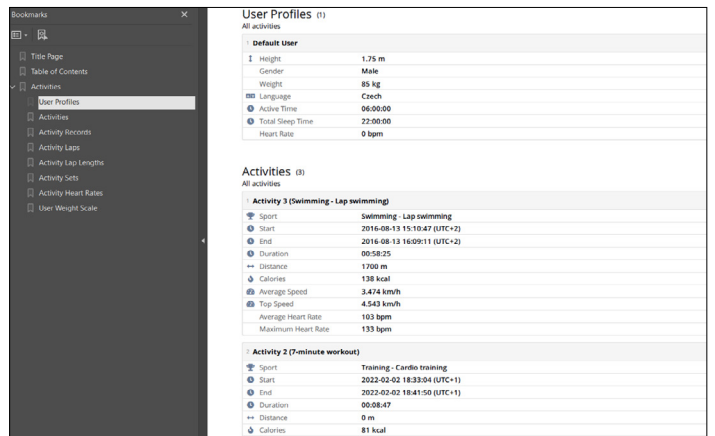 Bookmarks
Title Page
Table of Contents
Activities
User Profiles
Activities
Activity Records
Activity Laps
Activity Lap Lengths
Activity Sets
Activity Heart Rates
User Weight Scale
User Profiles (1)
All activities
1 Default User
Height 1.75 m
Gender Male
Weight 85 kg
Language Czech
Active Time 06:00:00
Total Sleep Time 22:00:00
Heart Rate 0 bpm
Activities (3)
All activities
1 Activity 3 (Swimming - Lap swimming)
Sport Swimming - Lap swimming
Start 2016-08-13 15:10:47 (UTC+2)
End 2016-08-13 16:09:11 (UTC+2)
Duration 00:58:25
Distance 1700 m
Calories 138 kcal
Average Speed 3.474 km/h
Top Speed 4.543 km/h
Average Heart Rate 103 bpm
Maximum Heart Rate 133 bpm
2 Activity 2 (7-minute workout)
Sport Training - Cardio training
Start 2022-02-02 18:33:04 (UTC+1)
End 2022-02-02 18:41:50 (UTC+1)
Duration 00:08:47
Distance 0 m
Calories 81 kcal